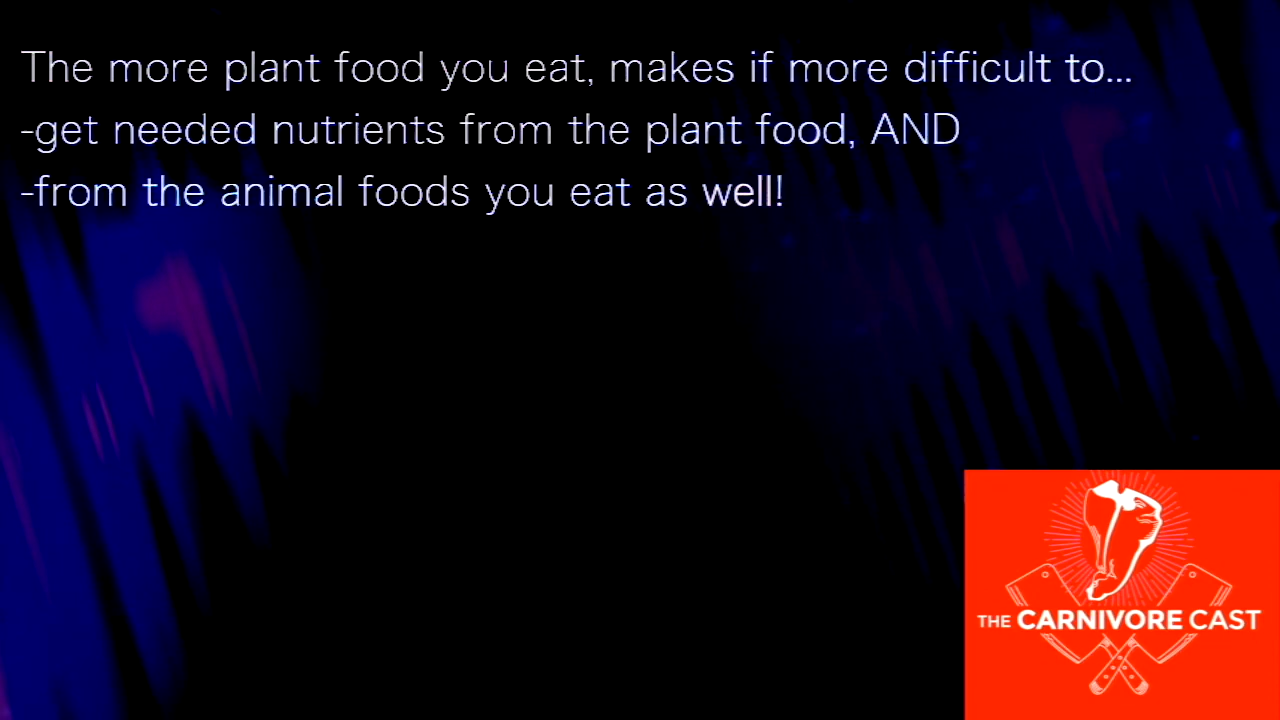 The more plant food you eat, makes if more difficult to...
-get needed nutrients from the plant food, AND
-from the animal foods you eat as well!
THE CARNIVORE CAST